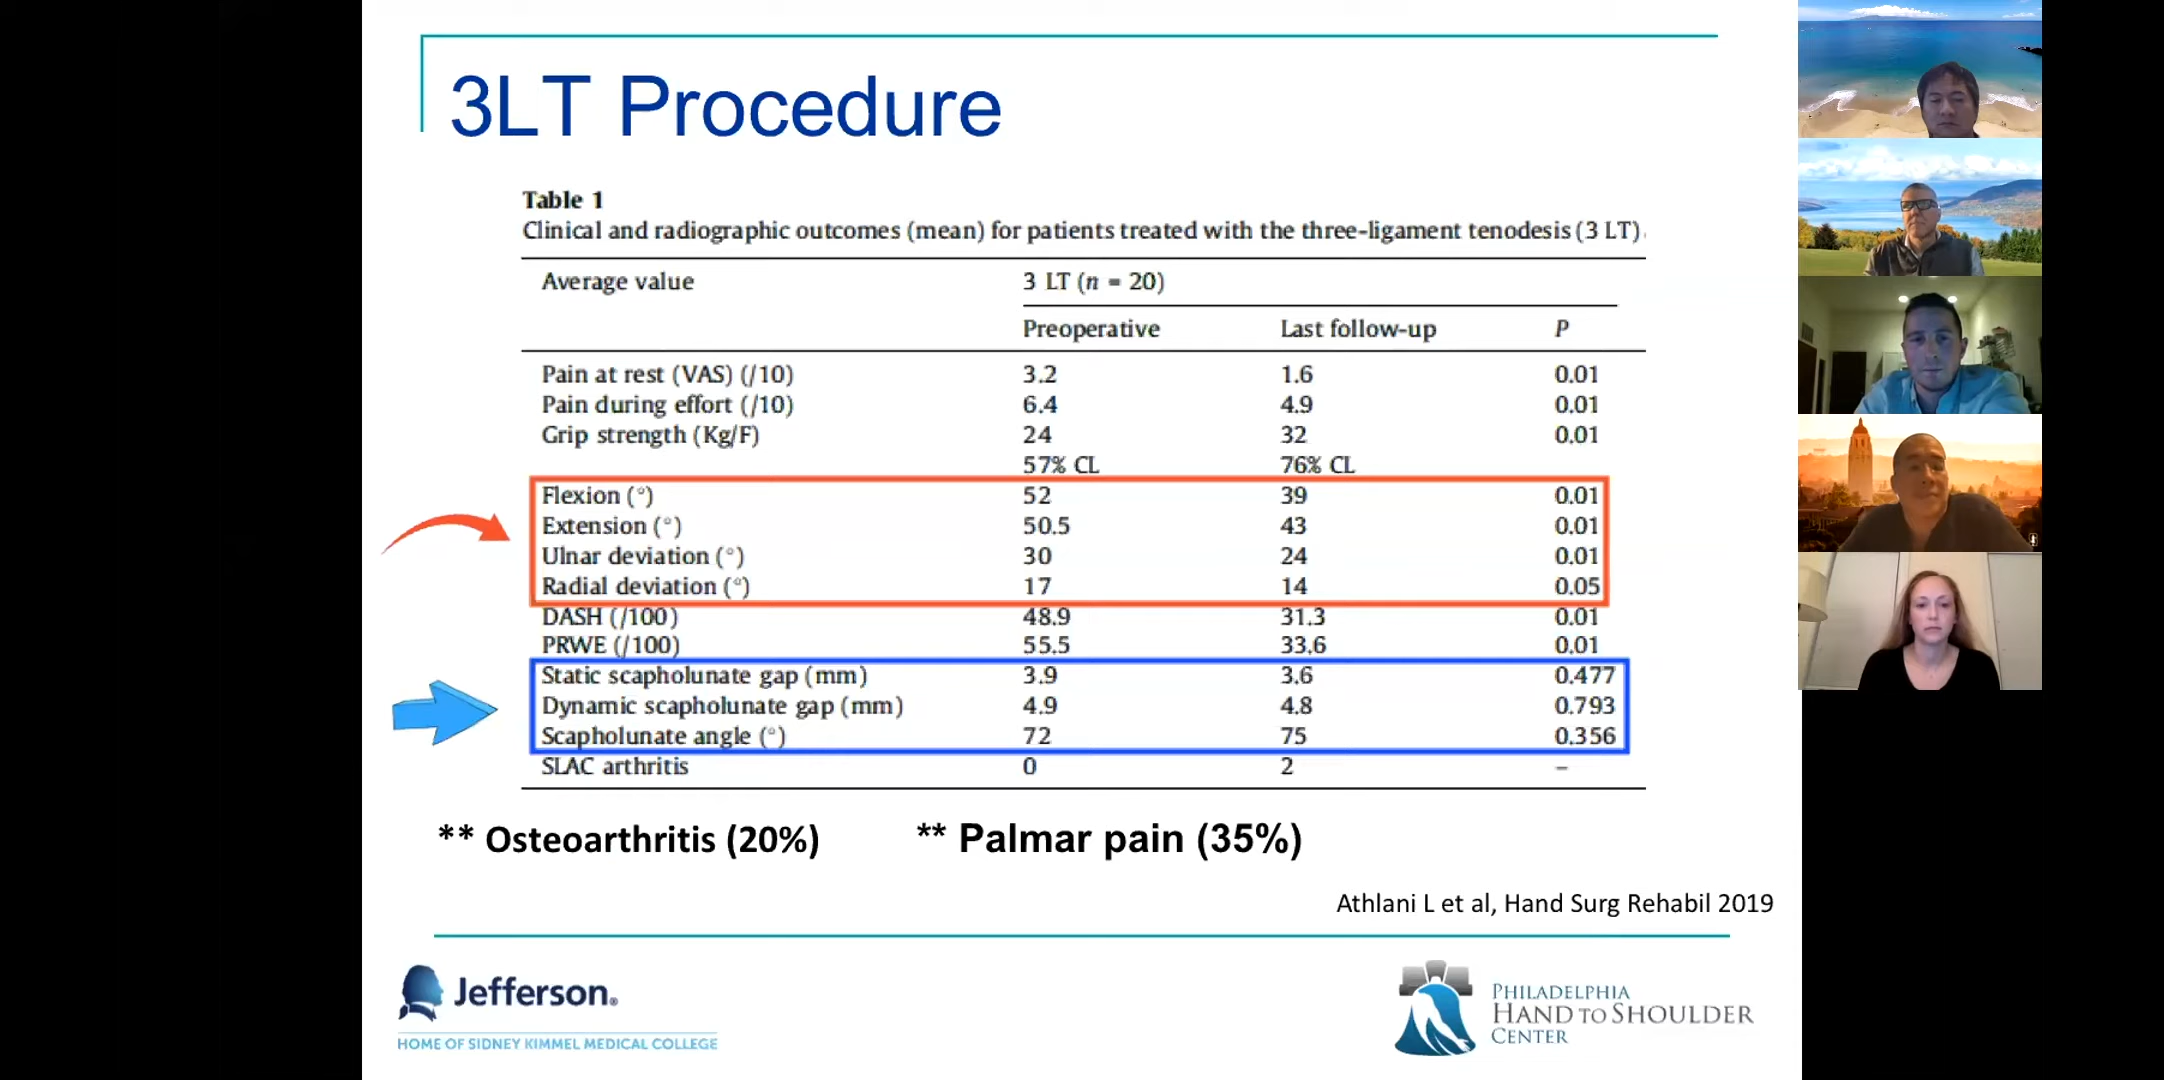 3LT Procedure
Table 1
Clinical and radiographic outcomes (mean) for patients treated with the three-ligament tenodesis (3 LT)
Average value 3 LT (n = 20)
Preoperative Last follow-up P
Pain at rest (VAS) (/10) 3.2 1.6 0.01
Pain during effort (/10) 6.4 4.9 0.01
Grip strength (Kg/F) 24 32 0.01
57% CL 76% CL
Flexion (°) 52 39 0.01
Extension (°) 50.5 43 0.01
Ulnar deviation (°) 30 24 0.01
Radial deviation (°) 17 14 0.05
DASH (/100) 48.9 31.3 0.01
PRWE (/100) 55.5 33.6 0.01
Static scapholunate gap (mm) 3.9 3.6 0.477
Dynamic scapholunate gap (mm) 4.9 4.8 0.793
Scapholunate angle (°) 72 75 0.356
SLAC arthritis 0 2 –
** Osteoarthritis (20%) ** Palmar pain (35%)
Athlani L et al, Hand Surg Rehabil 2019
Jefferson®
HOME OF SIDNEY KIMMEL MEDICAL COLLEGE
PHILADELPHIA
HAND TO SHOULDER
CENTER